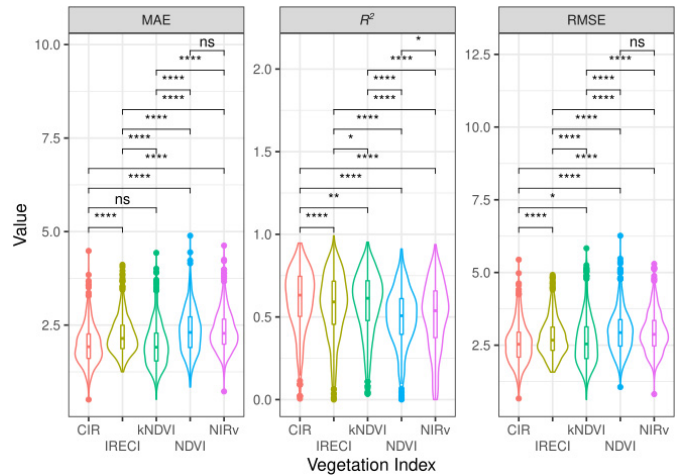 MAE
R²
RMSE
Value
10.0
7.5
5.0
2.5
ns
****
****
****
****
****
****
****
ns
****
CIR
IRECI
kNDVI
NDVI
NIRv
2.0
1.5
1.0
0.5
0.0
*
****
****
****
****
*
****
****
**
****
CIR
IRECI
kNDVI
NDVI
NIRv
12.5
10.0
7.5
5.0
2.5
ns
****
****
****
****
****
****
****
*
****
CIR
IRECI
kNDVI
NDVI
NIRv
Vegetation Index